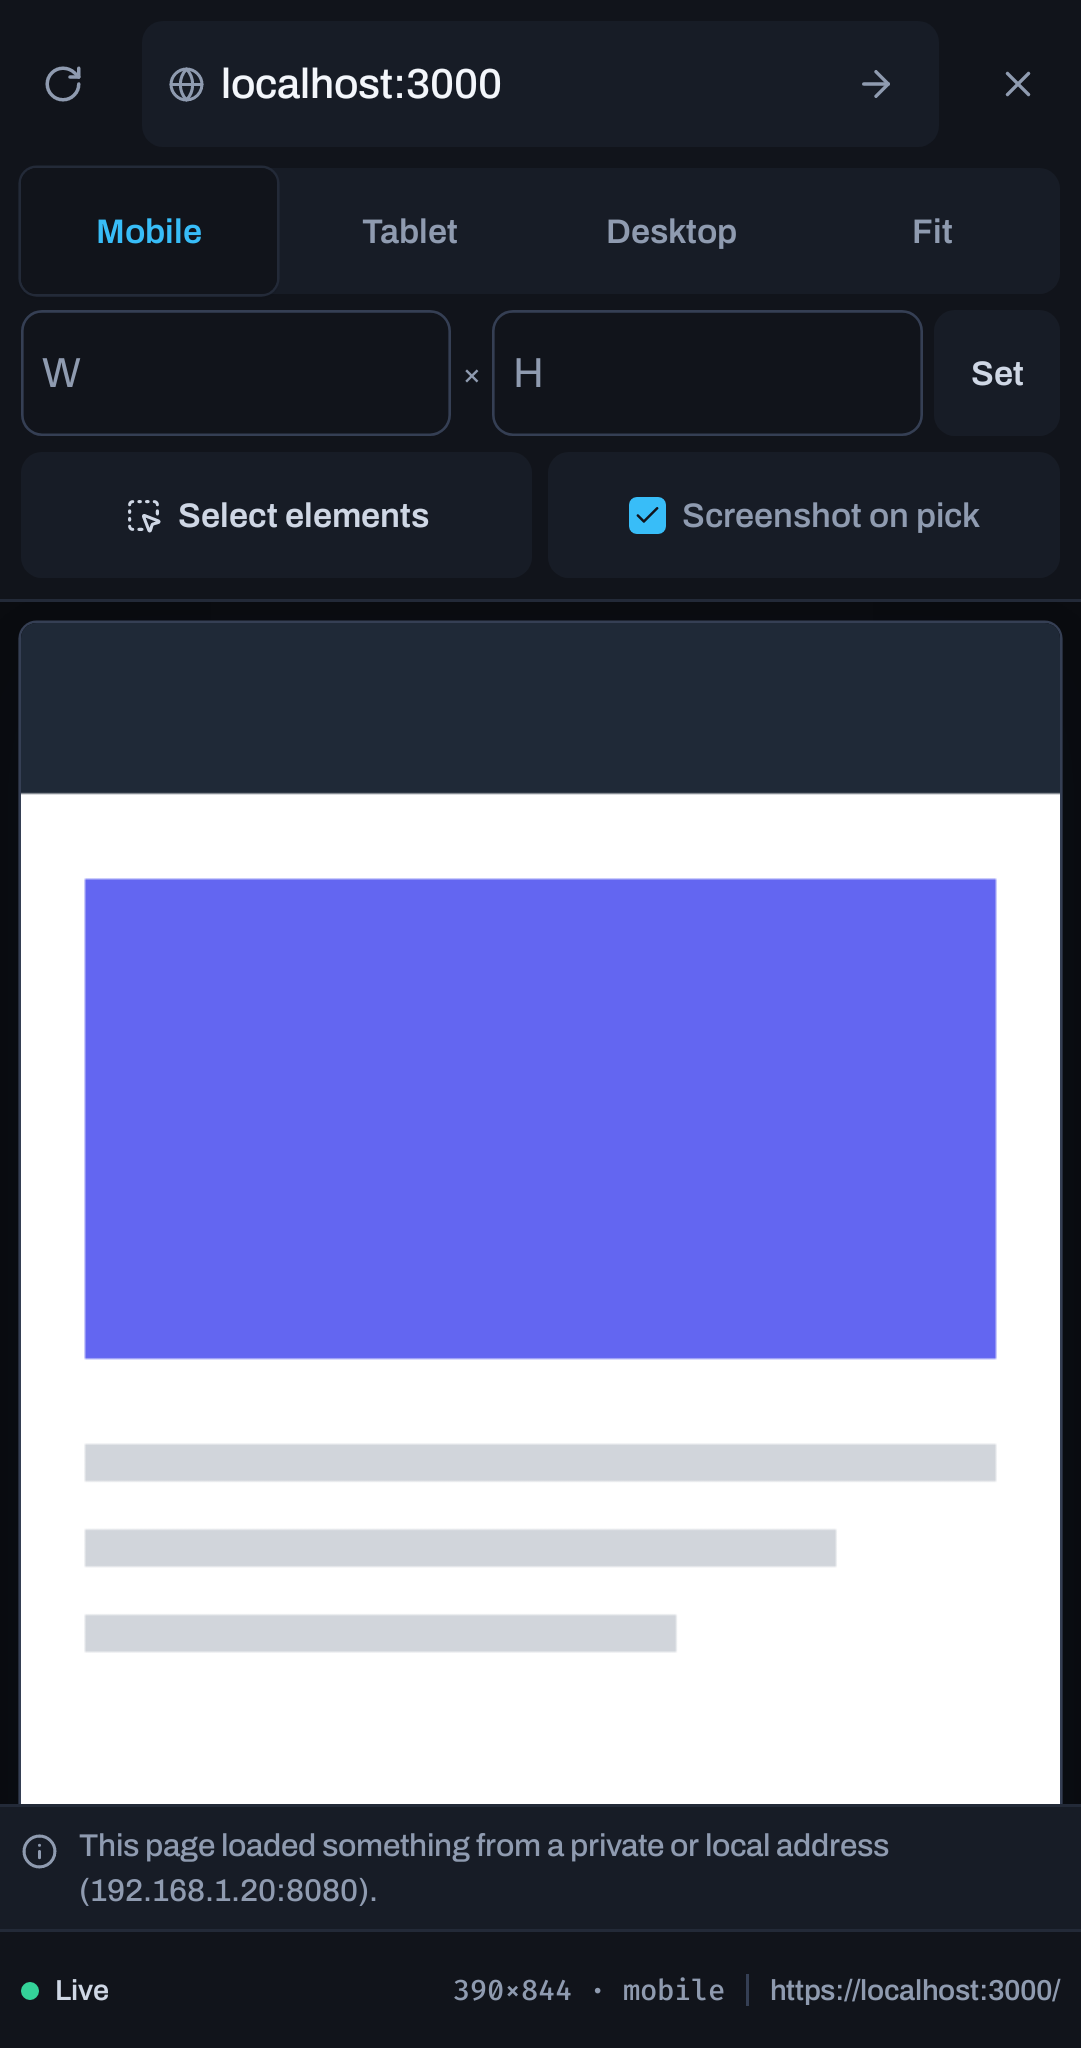 localhost:3000
Mobile Tablet Desktop Fit
W × H Set
Select elements Screenshot on pick
This page loaded something from a private or local address
(192.168.1.20:8080).
Live 390×844 · mobile https://localhost:3000/